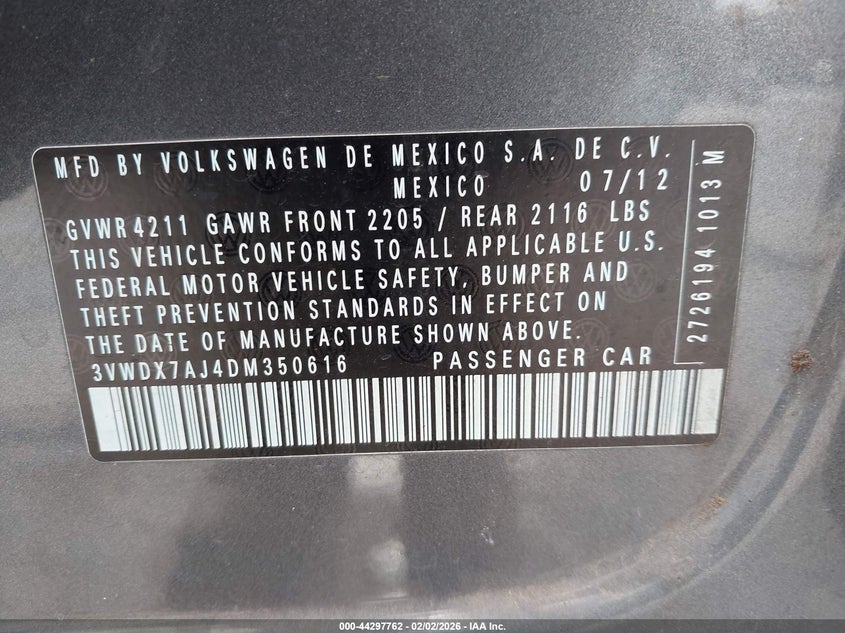 MFD BY VOLKSWAGEN DE MEXICO S.A. DE C.V.
MEXICO 07/12
GVWR 4211 GAWR FRONT 2205 / REAR 2116 LBS
THIS VEHICLE CONFORMS TO ALL APPLICABLE U.S.
FEDERAL MOTOR VEHICLE SAFETY, BUMPER AND
THEFT PREVENTION STANDARDS IN EFFECT ON
THE DATE OF MANUFACTURE SHOWN ABOVE.
3VWDX7AJ4DM350616 PASSENGER CAR
2726194 1013 M
000-44297762 - 02/02/2026 - IAA Inc.